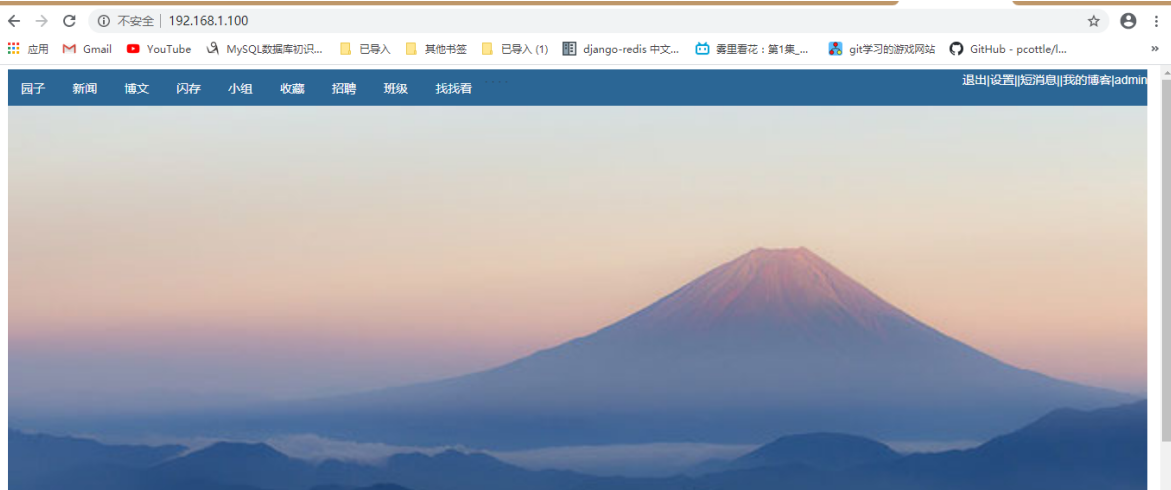 不安全 192.168.1.100
应用 Gmail YouTube MySQL数据库初识... 已导入 其他书签 已导入 (1) django-redis 中文... 雾里看花：第1集_... git学习的游戏网站 GitHub - pcottle/l... »
园子 新闻 博文 闪存 小组 收藏 招聘 班级 找找看 退出|设置||短消息||我的博客|admin